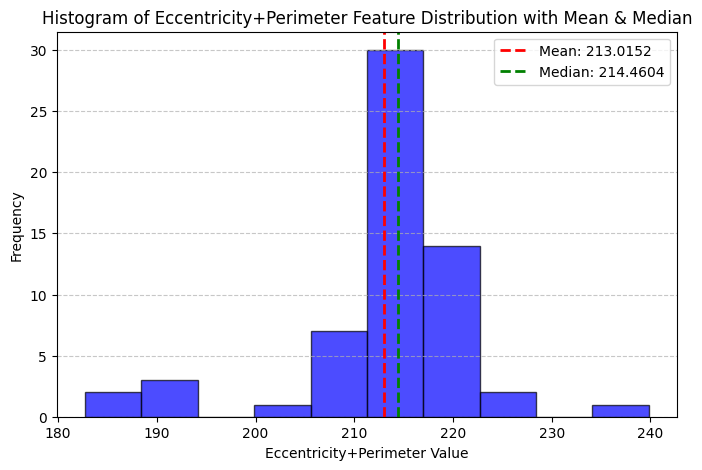 Histogram of Eccentricity+Perimeter Feature Distribution with Mean & Median
Mean: 213.0152
Median: 214.4604
Frequency
30
25
20
15
10
5
0
180
190
200
210
220
230
240
Eccentricity+Perimeter Value